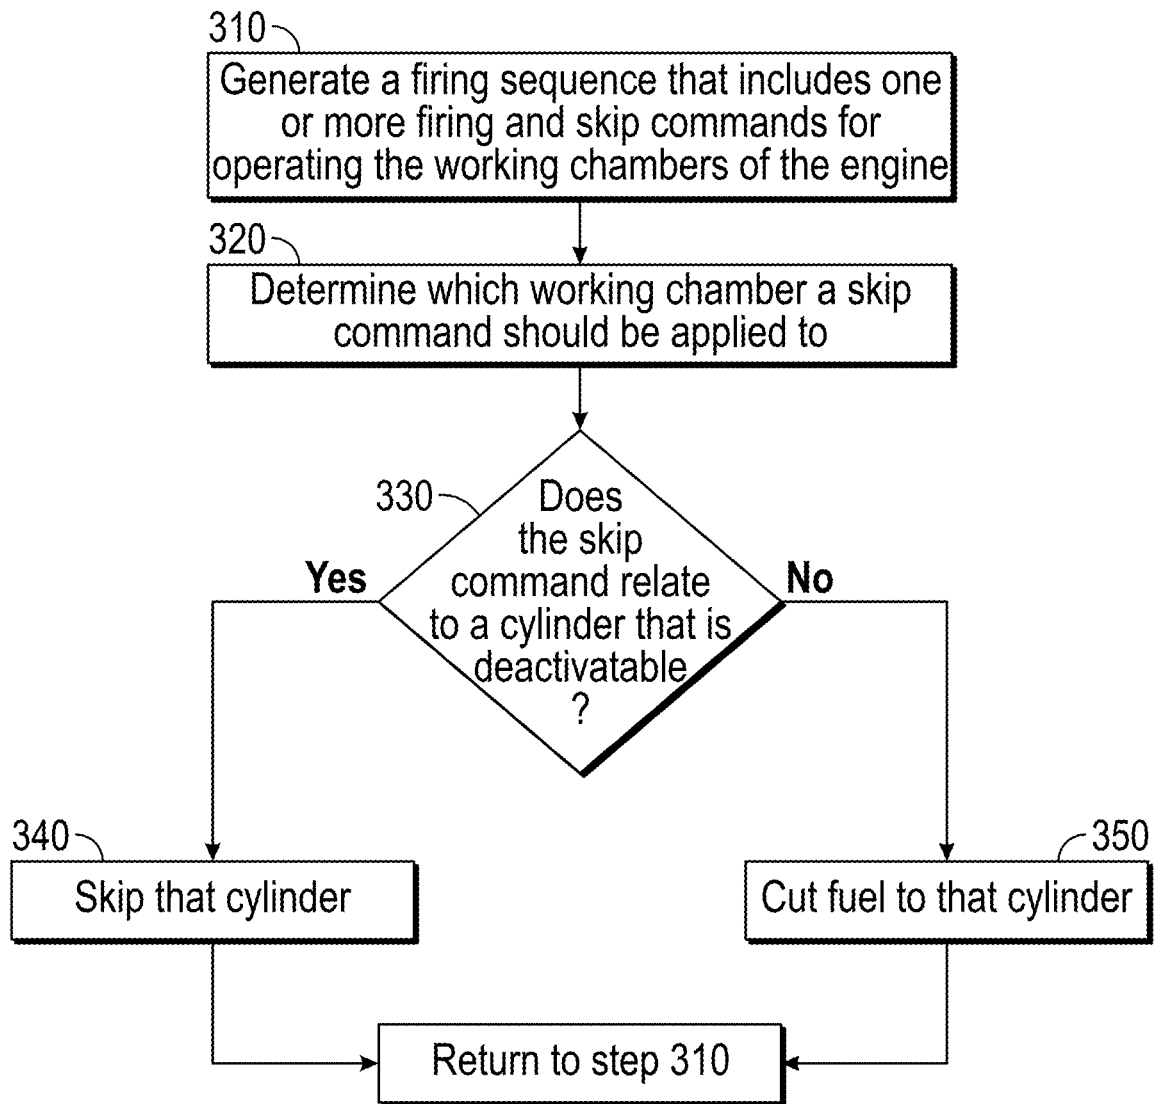 310
Generate a firing sequence that includes one
or more firing and skip commands for
operating the working chambers of the engine
320
Determine which working chamber a skip
command should be applied to
330
Does
the skip
command relate
to a cylinder that is
deactivatable
?
Yes
No
340
Skip that cylinder
350
Cut fuel to that cylinder
Return to step 310